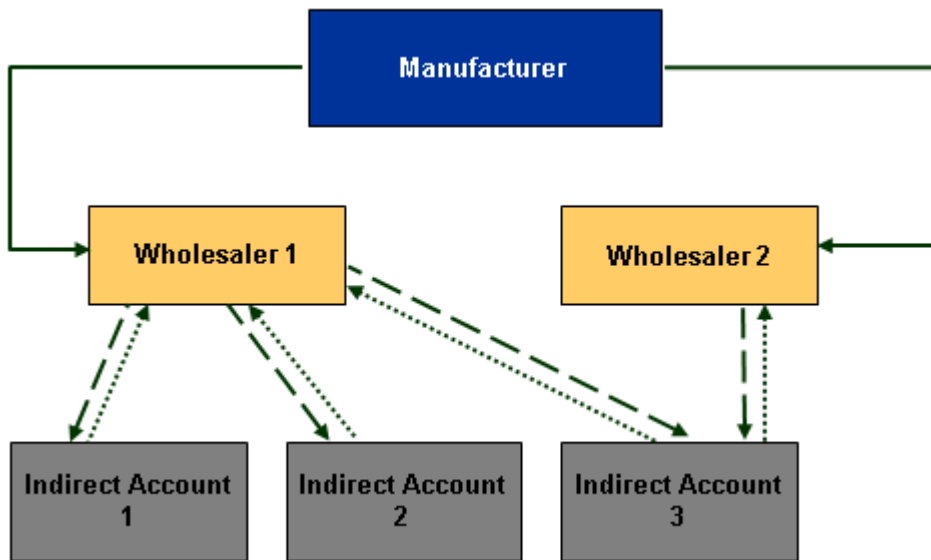 Manufacturer
Wholesaler 1
Wholesaler 2
Indirect Account
1
Indirect Account
2
Indirect Account
3